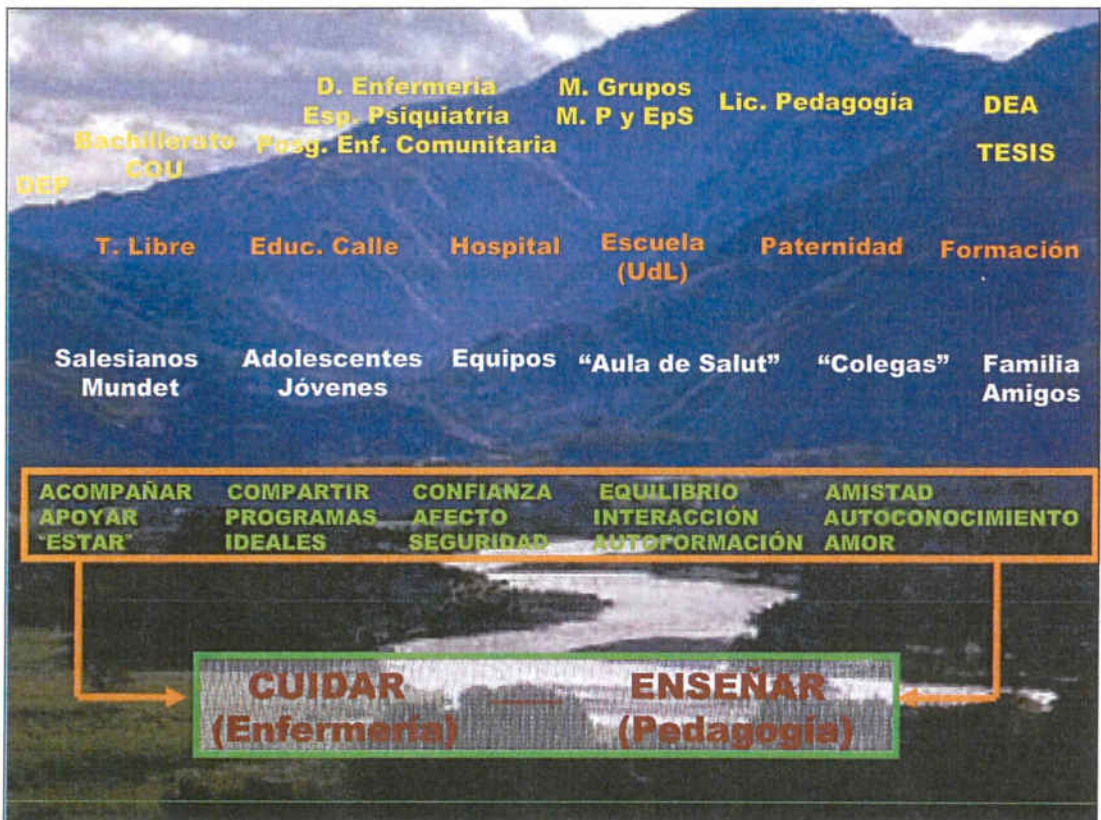 D. Enfermería
Esp. Psiquiatría
Posg. Enf. Comunitaria
M. Grupos
M. P y EpS
Lic. Pedagogía
DEA
TESIS
Bachillerato
COU
DEP
T. Libre
Educ. Calle
Hospital
Escuela
(UdL)
Paternidad
Formación
Salesianos
Mundet
Adolescentes
Jóvenes
Equipos
“Aula de Salut”
“Colegas”
Familia
Amigos
ACOMPAÑAR
APOYAR
“ESTAR”
COMPARTIR
PROGRAMAS
IDEALES
CONFIANZA
AFECTO
SEGURIDAD
EQUILIBRIO
INTERACCIÓN
AUTOFORMACIÓN
AMISTAD
AUTOCONOCIMIENTO
AMOR
CUIDAR
(Enfermería)
ENSEÑAR
(Pedagogía)